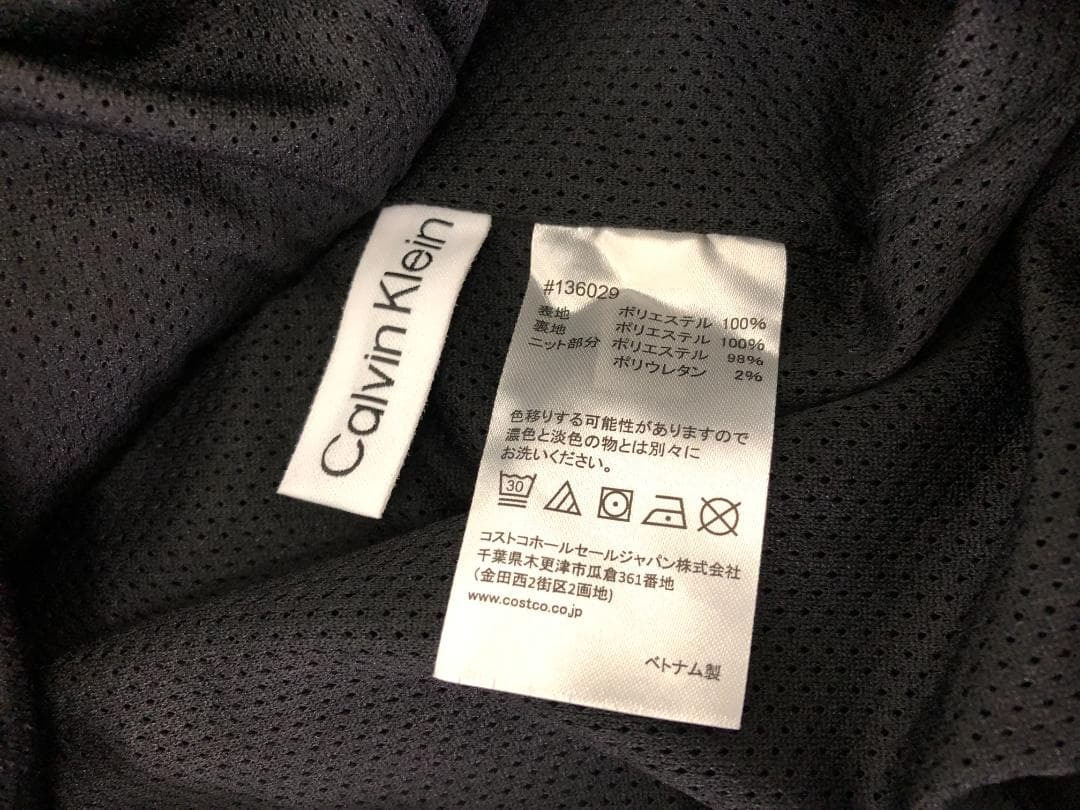 Calvin Klein
#136029
表地 ポリエステル 100%
裏地 ポリエステル 100%
ニット部分 ポリエステル 98%
ポリウレタン 2%
色移りする可能性がありますので
濃色と淡色の物とは別々に
お洗いください。
30
コストコホールセールジャパン株式会社
千葉県木更津市瓜倉361番地
(金田西2街区2画地)
www.costco.co.jp
ベトナム製